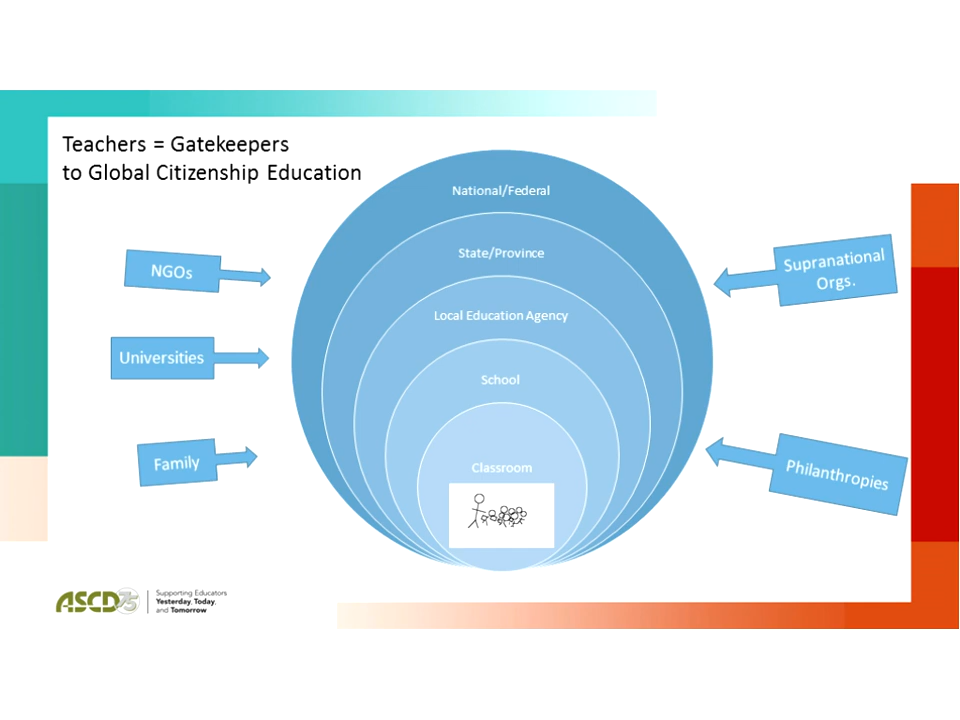 Teachers = Gatekeepers
to Global Citizenship Education
National/Federal
State/Province
Local Education Agency
School
Classroom
NGOs
Universities
Family
Supranational
Orgs.
Philanthropies
ASCD 75
Supporting Educators
Yesterday, Today,
and Tomorrow